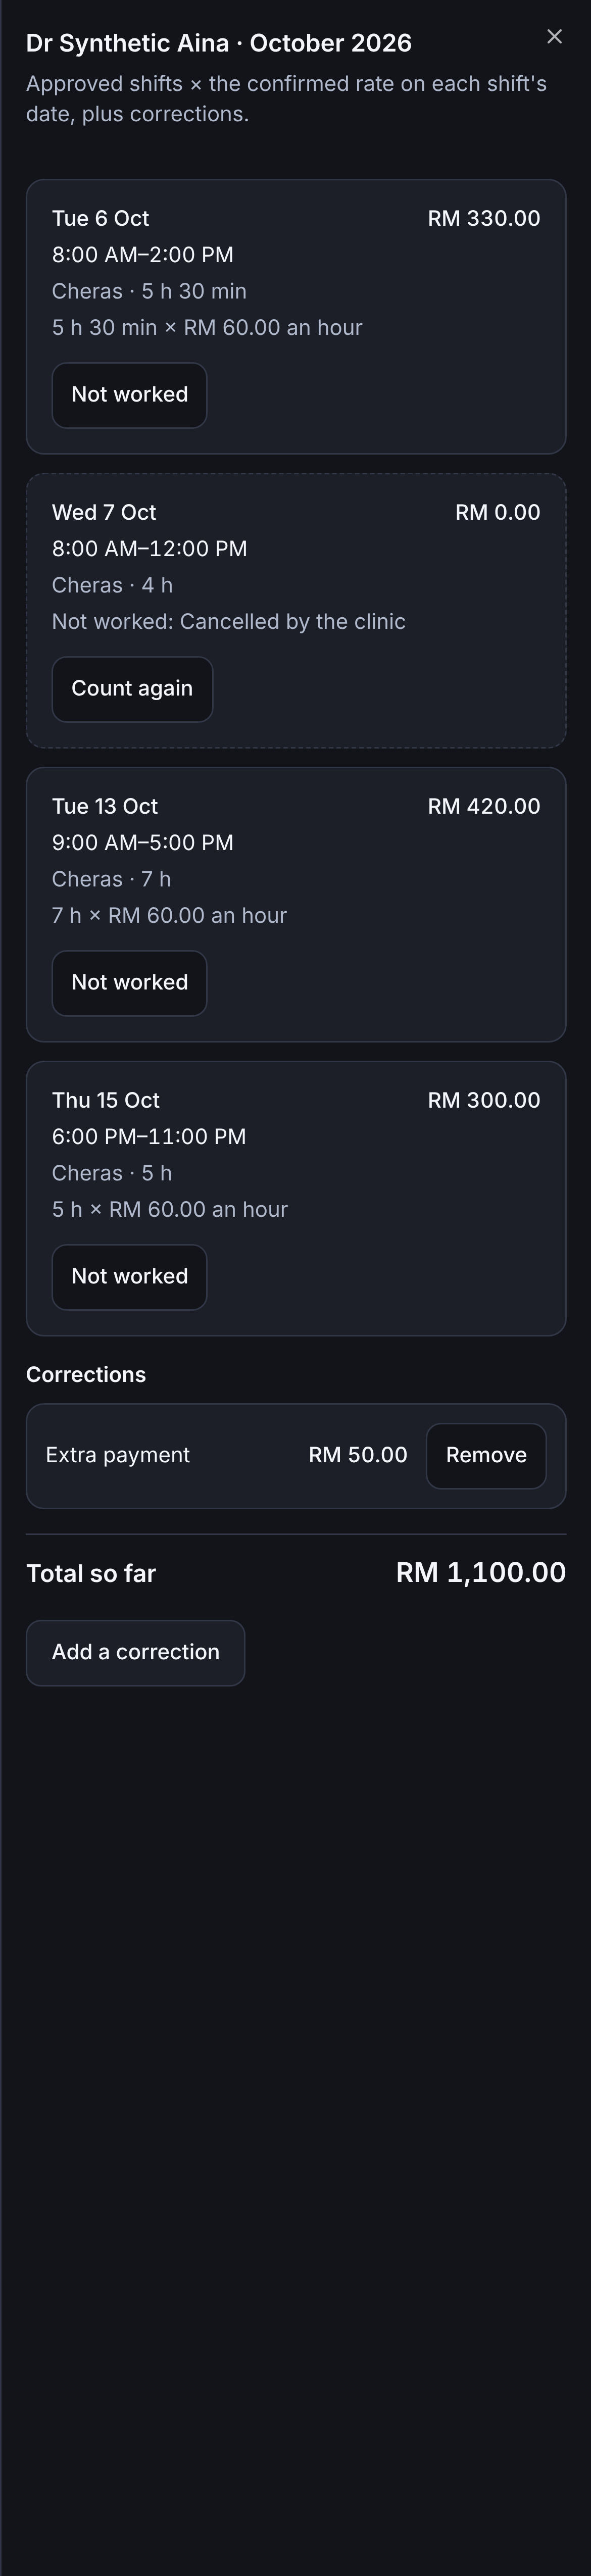 Dr Synthetic Aina · October 2026
Approved shifts × the confirmed rate on each shift's
date, plus corrections.
Tue 6 Oct RM 330.00
8:00 AM–2:00 PM
Cheras · 5 h 30 min
5 h 30 min × RM 60.00 an hour
Not worked
Wed 7 Oct RM 0.00
8:00 AM–12:00 PM
Cheras · 4 h
Not worked: Cancelled by the clinic
Count again
Tue 13 Oct RM 420.00
9:00 AM–5:00 PM
Cheras · 7 h
7 h × RM 60.00 an hour
Not worked
Thu 15 Oct RM 300.00
6:00 PM–11:00 PM
Cheras · 5 h
5 h × RM 60.00 an hour
Not worked
Corrections
Extra payment RM 50.00 Remove
Total so far RM 1,100.00
Add a correction